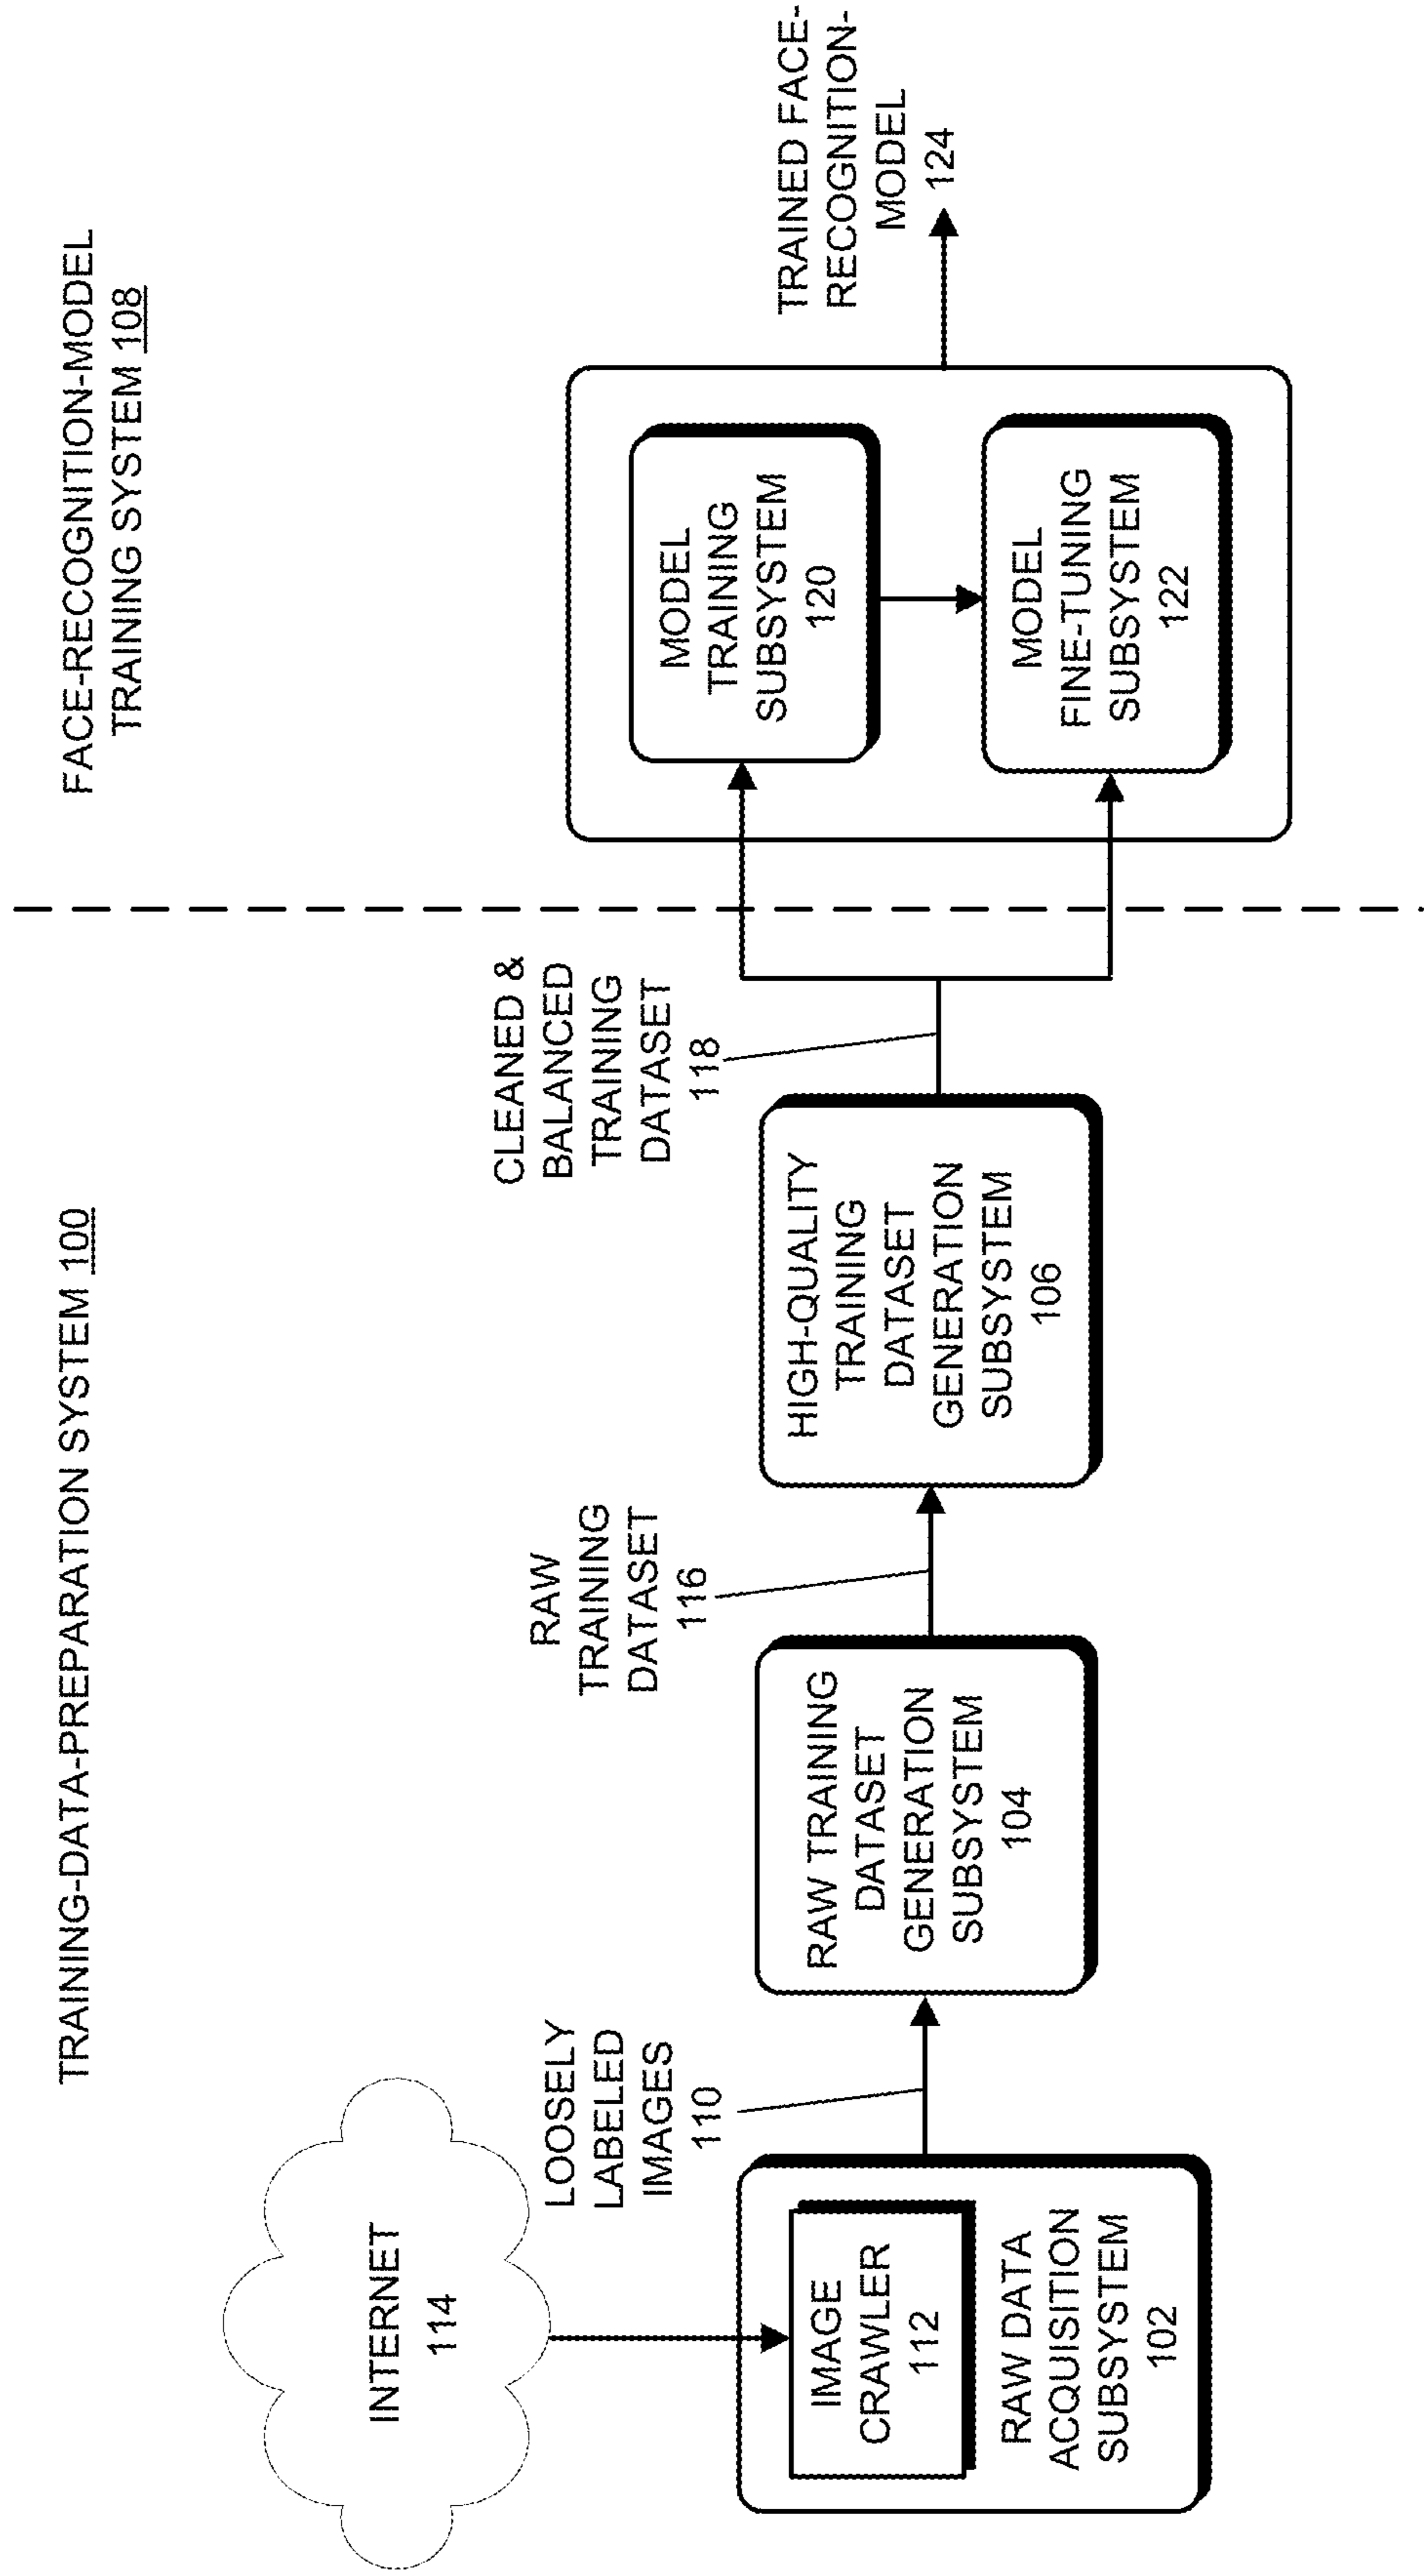 TRAINING-DATA-PREPARATION SYSTEM 100
FACE-RECOGNITION-MODEL
TRAINING SYSTEM 108
INTERNET
114
LOOSELY
LABELED
IMAGES
110
IMAGE
CRAWLER
112
RAW DATA
ACQUISITION
SUBSYSTEM
102
RAW TRAINING
DATASET
GENERATION
SUBSYSTEM
104
RAW
TRAINING
DATASET
116
HIGH-QUALITY
TRAINING
DATASET
GENERATION
SUBSYSTEM
106
CLEANED &
BALANCED
TRAINING
DATASET
118
MODEL
TRAINING
SUBSYSTEM
120
MODEL
FINE-TUNING
SUBSYSTEM
122
TRAINED FACE-
RECOGNITION-
MODEL
124